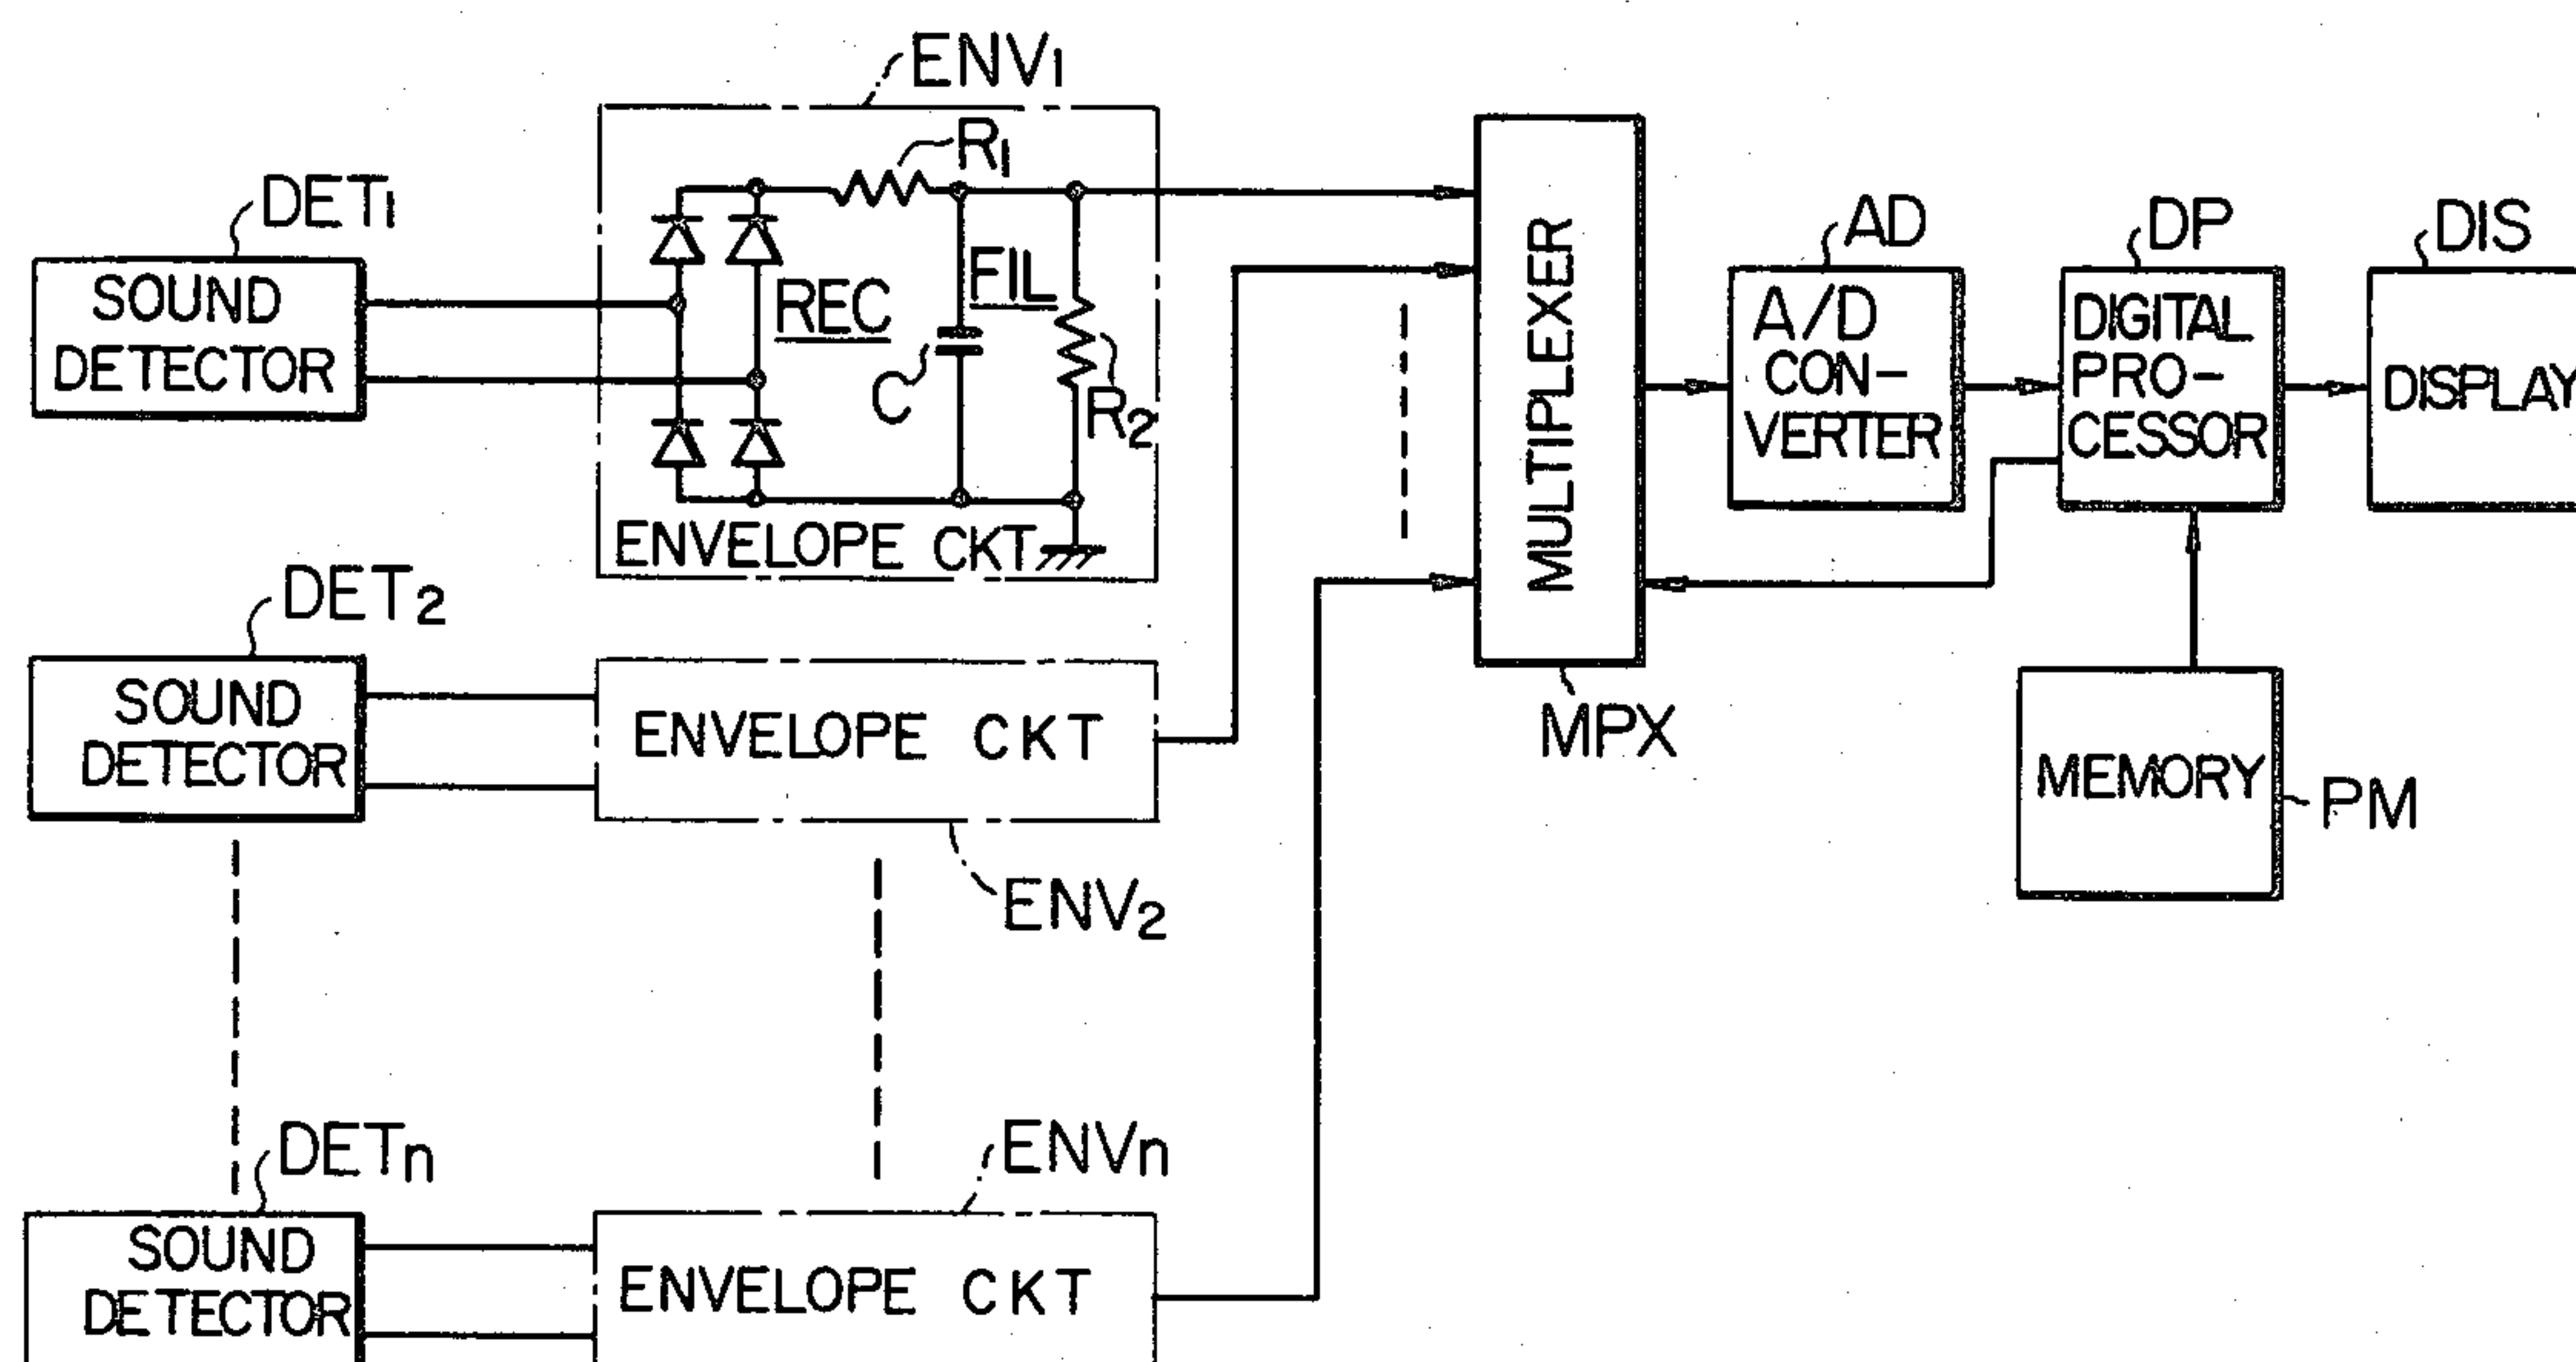 ENV1
R1
DET1
SOUND
DETECTOR
REC
FIL
C
R2
ENVELOPE CKT
MULTIPLEXER
MPX
AD
A/D
CON-
VERTER
DP
DIGITAL
PRO-
CESSOR
DIS
DISPLAY
MEMORY
PM
DET2
SOUND
DETECTOR
ENVELOPE CKT
ENV2
DETn
SOUND
DETECTOR
ENVn
ENVELOPE CKT